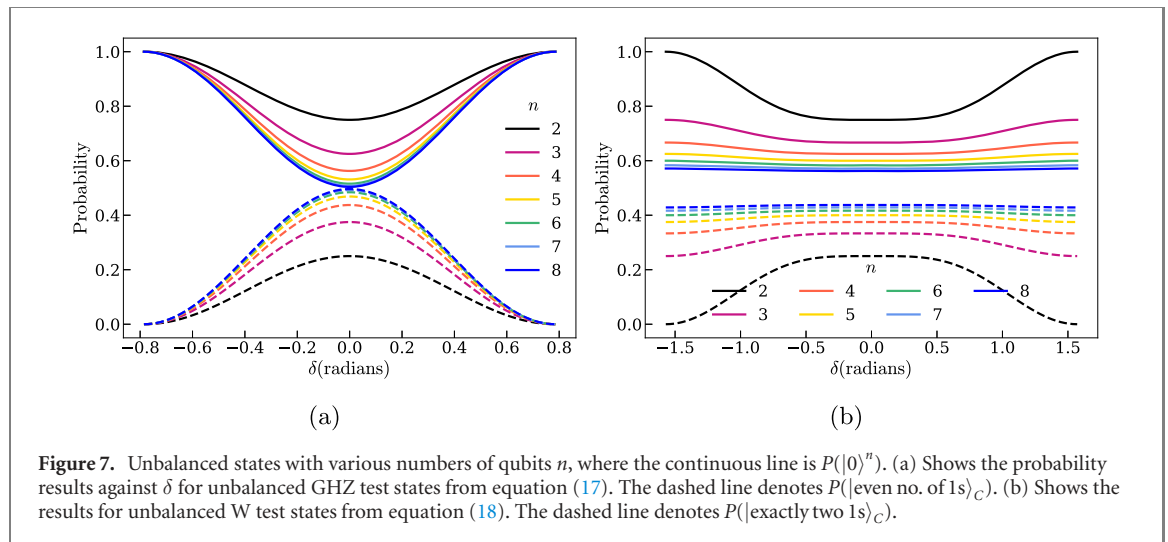 1.0
0.8
0.6
0.4
0.2
0.0
Probability
n
2
3
4
5
6
7
8
−0.8 −0.6 −0.4 −0.2 0.0 0.2 0.4 0.6 0.8
δ(radians)
(a)
1.0
0.8
0.6
0.4
0.2
0.0
Probability
n
2 4 6 8
3 5 7
−1.5 −1.0 −0.5 0.0 0.5 1.0 1.5
δ(radians)
(b)
Figure 7. Unbalanced states with various numbers of qubits n, where the continuous line is P(|0⟩ⁿ). (a) Shows the probability
results against δ for unbalanced GHZ test states from equation (17). The dashed line denotes P(|even no. of 1s⟩_C). (b) Shows the
results for unbalanced W test states from equation (18). The dashed line denotes P(|exactly two 1s⟩_C).